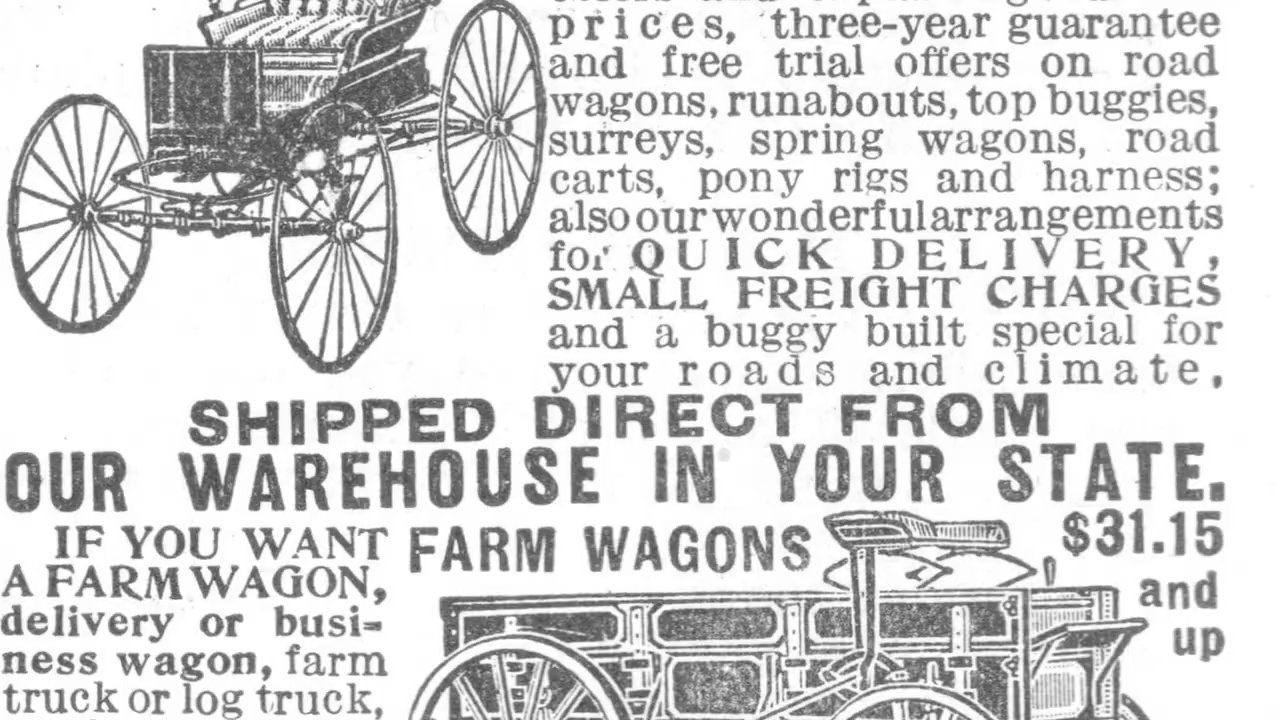 prices, three-year guarantee
and free trial offers on road
wagons, runabouts, top buggies,
surreys, spring wagons, road
carts, pony rigs and harness;
also our wonderful arrangements
for QUICK DELIVERY,
SMALL FREIGHT CHARGES
and a buggy built special for
your roads and climate.
SHIPPED DIRECT FROM
OUR WAREHOUSE IN YOUR STATE.
IF YOU WANT
A FARM WAGON,
delivery or busi-
ness wagon, farm
truck or log truck,
FARM WAGONS
$31.15
and
up